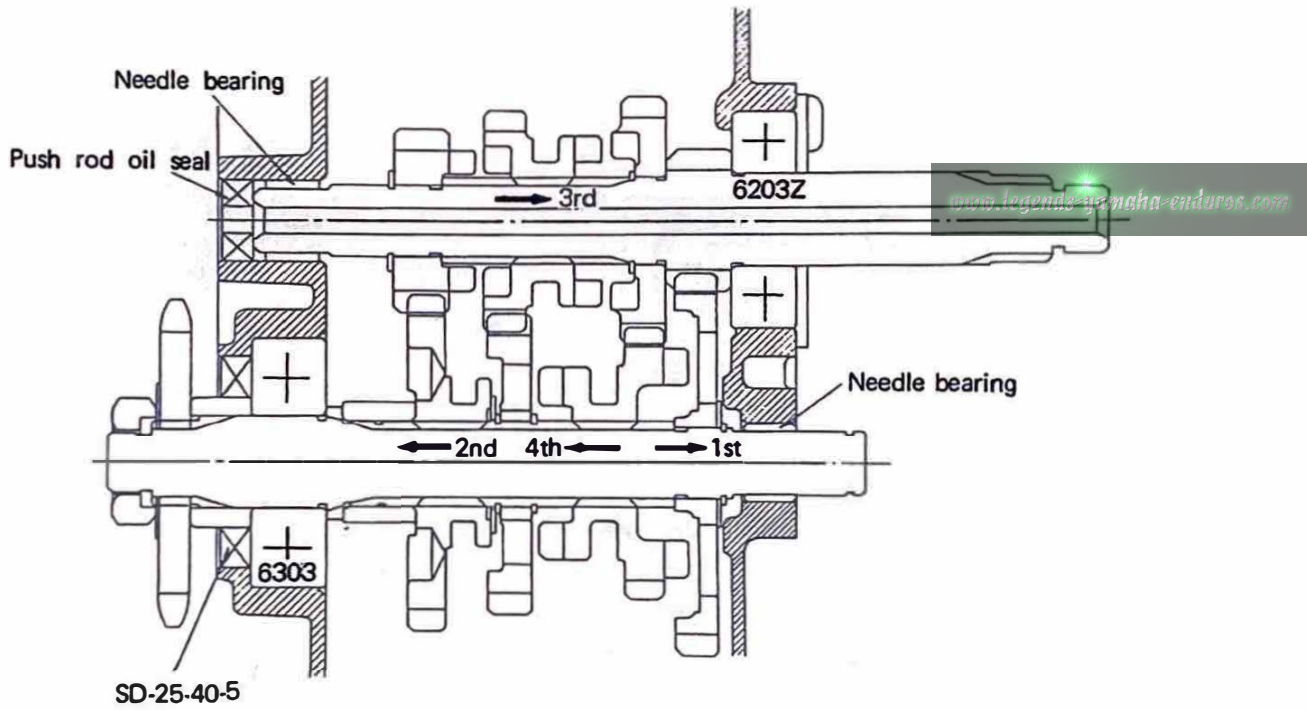 Needle bearing
Push rod oil seal
3rd
6203Z
www.legends-yamaha-enduros.com
Needle bearing
2nd 4th 1st
6303
SD-25-40-5